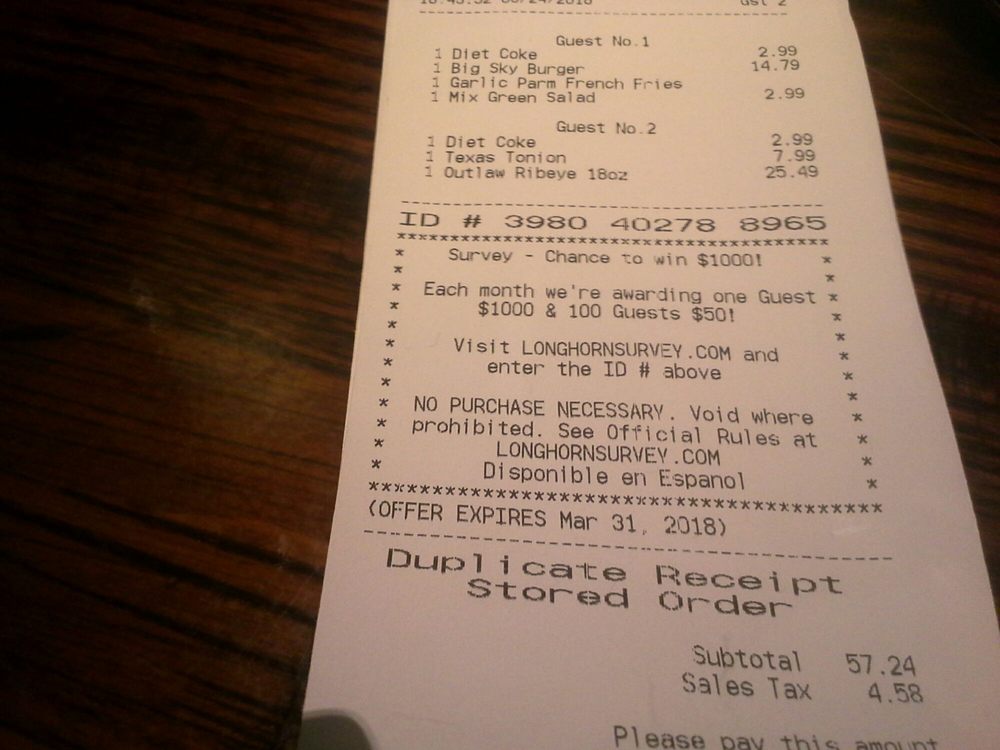 Guest No.1
1 Diet Coke 2.99
1 Big Sky Burger 14.79
1 Garlic Parm French Fries
1 Mix Green Salad 2.99
Guest No.2
1 Diet Coke 2.99
1 Texas Tonion 7.99
1 Outlaw Ribeye 18oz 25.49
ID # 3980 40278 8965
****************************************
* Survey - Chance to win $1000! *
* Each month we're awarding one Guest *
* $1000 & 100 Guests $50! *
* Visit LONGHORNSURVEY.COM and *
* enter the ID # above *
* NO PURCHASE NECESSARY. Void where *
* prohibited. See Official Rules at *
* LONGHORNSURVEY.COM *
* Disponible en Espanol *
****************************************
(OFFER EXPIRES Mar 31, 2018)
Duplicate Receipt
Stored Order
Subtotal 57.24
Sales Tax 4.58
Please pay this amount